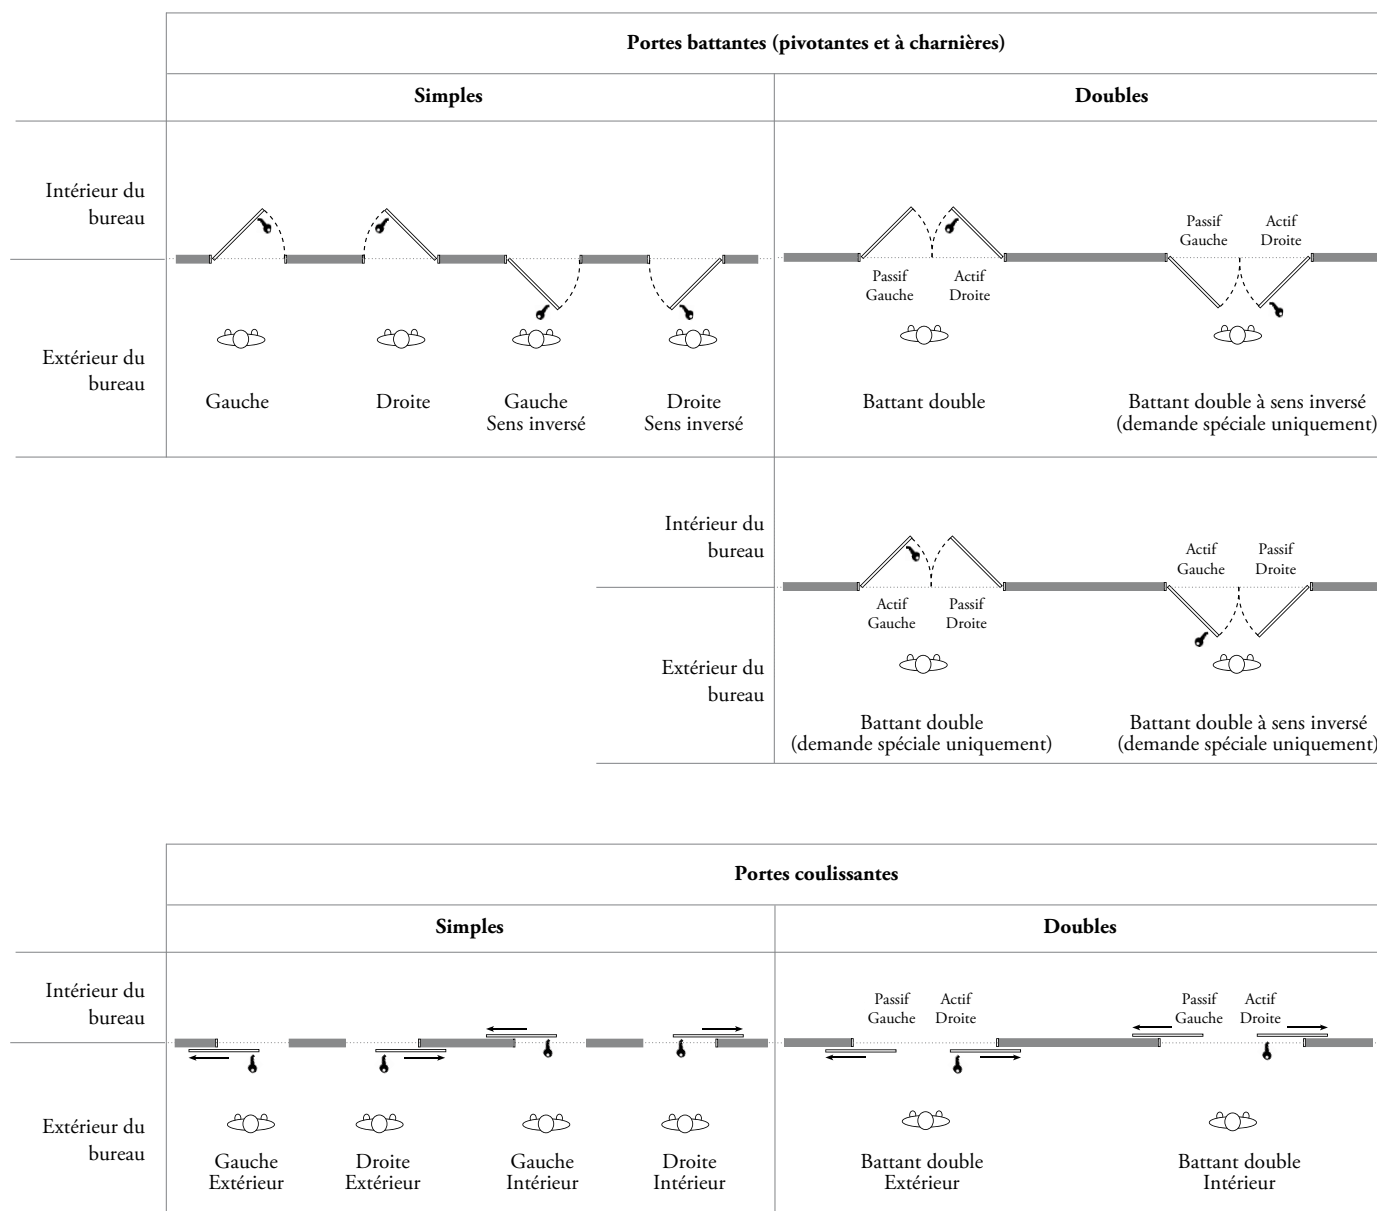 Portes battantes (pivotantes et à charnières)
Simples
Doubles
Intérieur du
bureau
Passif
Gauche
Actif
Droite
Passif
Gauche
Actif
Droite
Extérieur du
bureau
Gauche
Droite
Gauche
Sens inversé
Droite
Sens inversé
Battant double
Battant double à sens inversé
(demande spéciale uniquement)
Intérieur du
bureau
Actif
Gauche
Passif
Droite
Actif
Gauche
Passif
Droite
Extérieur du
bureau
Battant double
(demande spéciale uniquement)
Battant double à sens inversé
(demande spéciale uniquement)
Portes coulissantes
Simples
Doubles
Intérieur du
bureau
Passif
Gauche
Actif
Droite
Passif
Gauche
Actif
Droite
Extérieur du
bureau
Gauche
Extérieur
Droite
Extérieur
Gauche
Intérieur
Droite
Intérieur
Battant double
Extérieur
Battant double
Intérieur